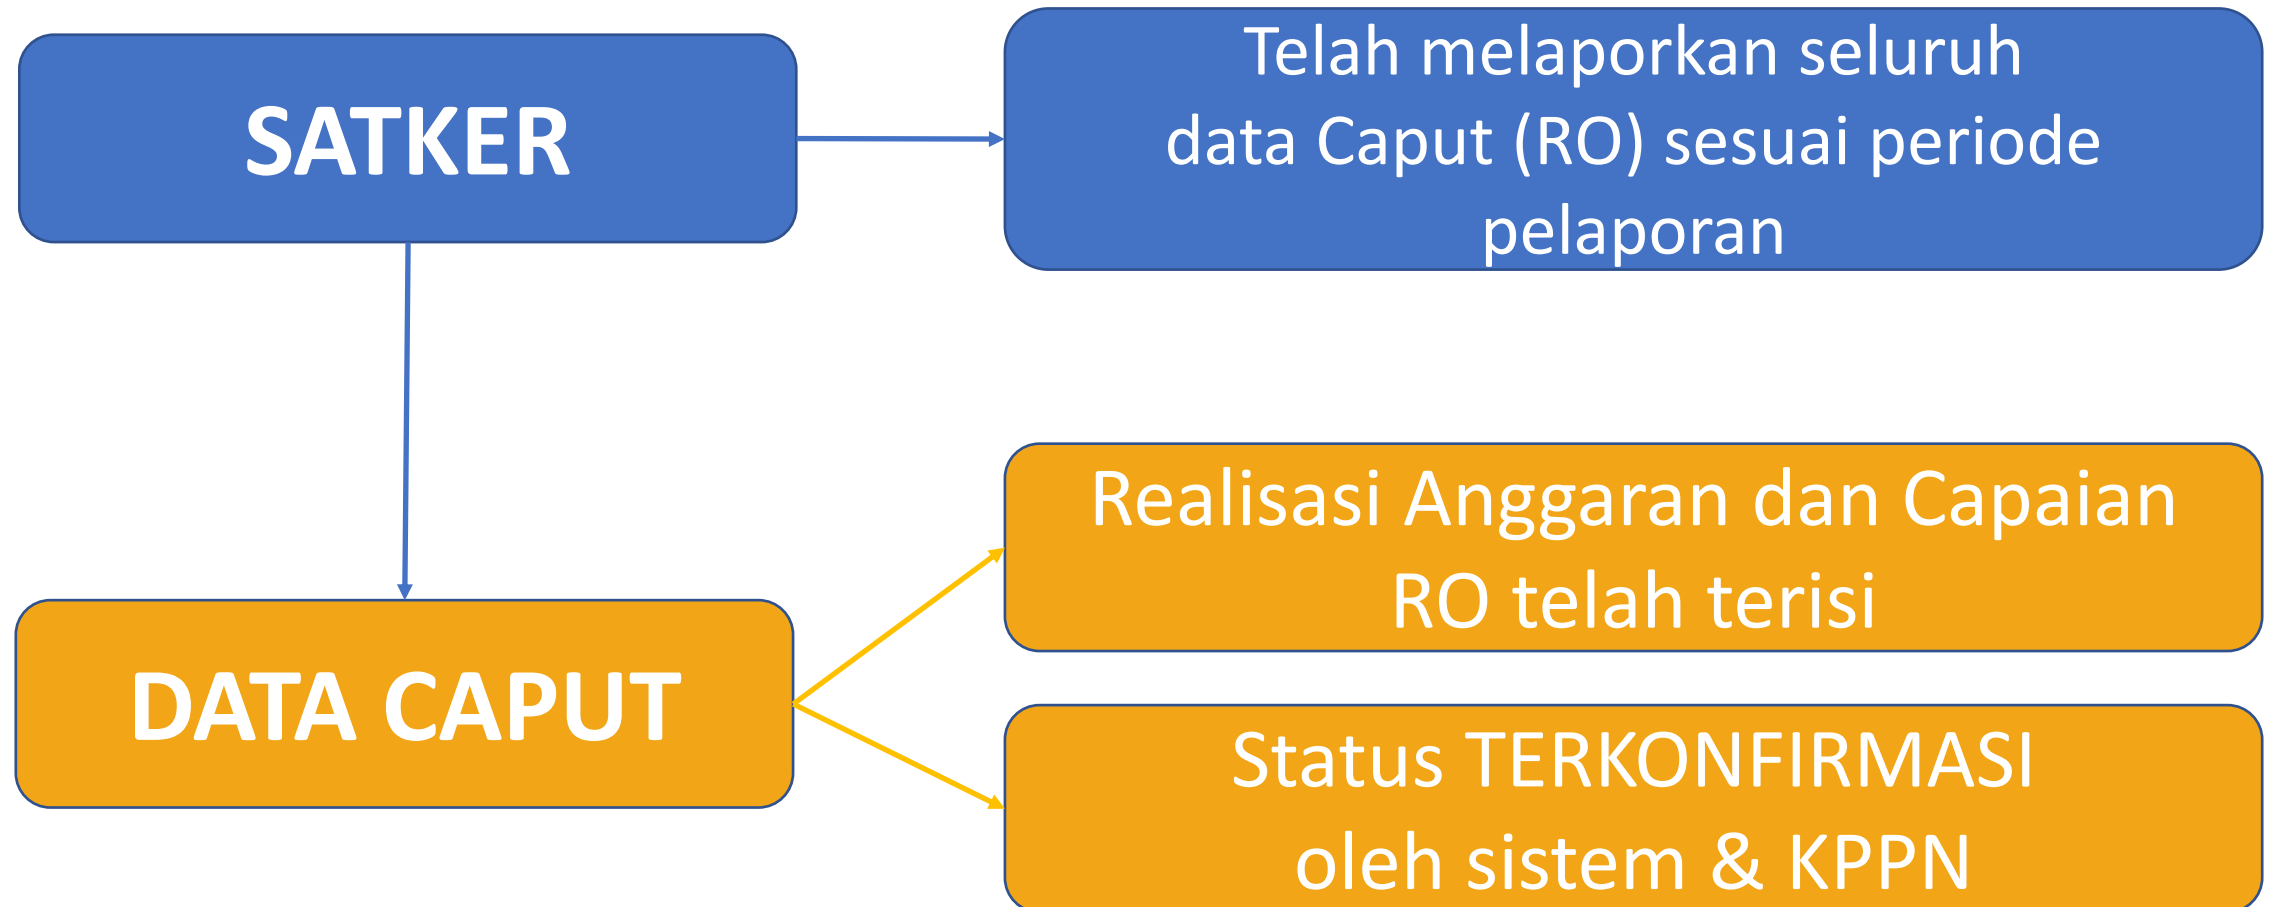 SATKER
Telah melaporkan seluruh
data Caput (RO) sesuai periode
pelaporan
DATA CAPUT
Realisasi Anggaran dan Capaian
RO telah terisi
Status TERKONFIRMASI
oleh sistem & KPPN